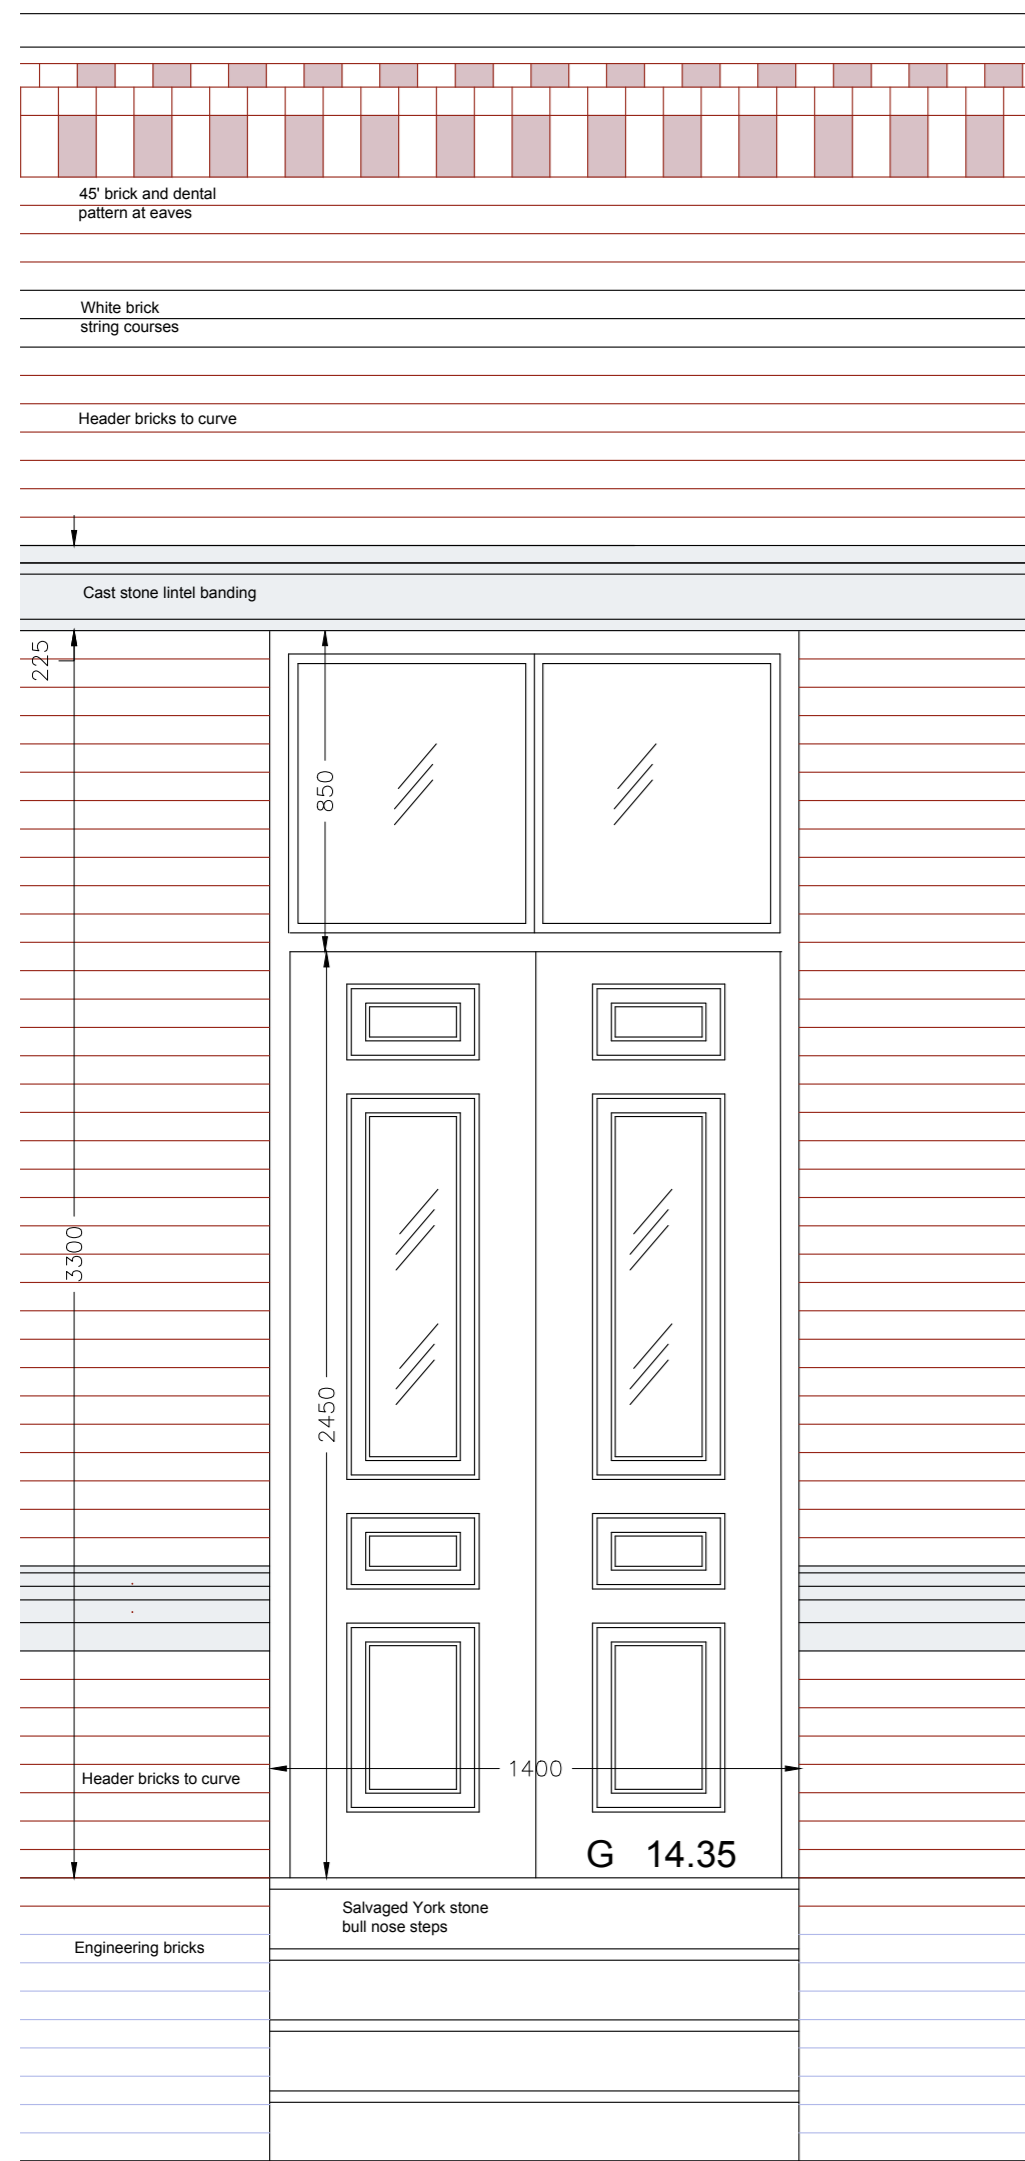 45' brick and dental
pattern at eaves
White brick
string courses
Header bricks to curve
Cast stone lintel banding
225
850
3300
2450
1400
Header bricks to curve
G 14.35
Salvaged York stone
bull nose steps
Engineering bricks